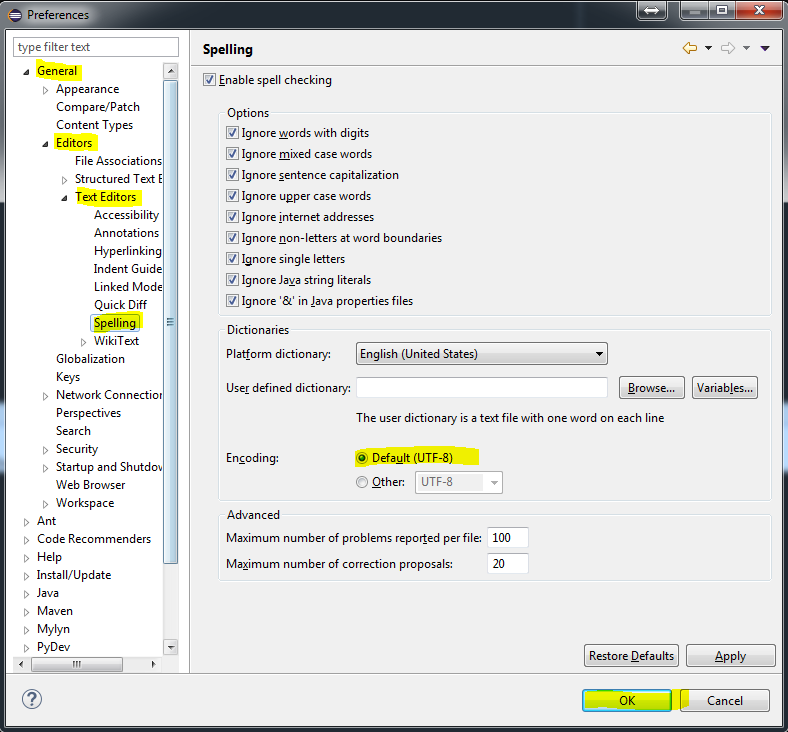 Preferences
type filter text
General
Appearance
Compare/Patch
Content Types
Editors
File Associations
Structured Text E
Text Editors
Accessibility
Annotations
Hyperlinking
Indent Guide
Linked Mode
Quick Diff
Spelling
WikiText
Globalization
Keys
Network Connection
Perspectives
Search
Security
Startup and Shutdow
Web Browser
Workspace
Ant
Code Recommenders
Help
Install/Update
Java
Maven
Mylyn
PyDev
Spelling
Enable spell checking
Options
Ignore words with digits
Ignore mixed case words
Ignore sentence capitalization
Ignore upper case words
Ignore internet addresses
Ignore non-letters at word boundaries
Ignore single letters
Ignore Java string literals
Ignore '&' in Java properties files
Dictionaries
Platform dictionary: English (United States)
User defined dictionary: Browse... Variables...
The user dictionary is a text file with one word on each line
Encoding: Default (UTF-8)
Other: UTF-8
Advanced
Maximum number of problems reported per file: 100
Maximum number of correction proposals: 20
Restore Defaults Apply
? OK Cancel